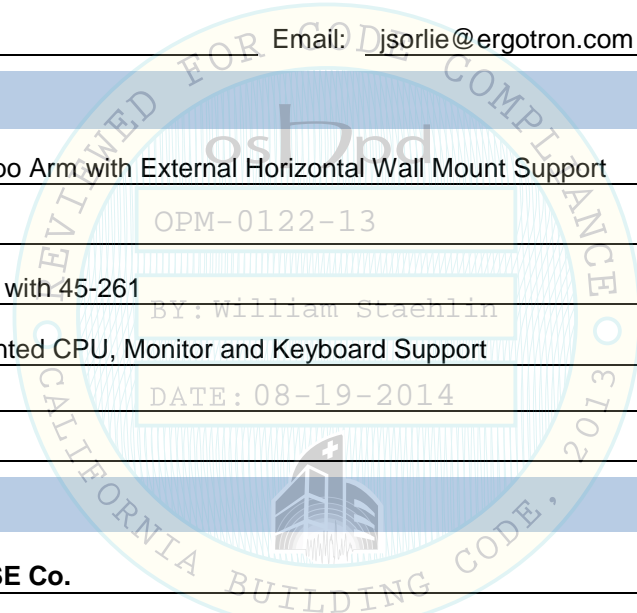 Email: jsorlie@ergotron.com
REVIEWED FOR CODE COMPLIANCE
oshpd
oo Arm with External Horizontal Wall Mount Support
OPM-0122-13
with 45-261
BY: William Staehlin
nted CPU, Monitor and Keyboard Support
DATE: 08-19-2014
CALIFORNIA BUILDING CODE, 2013
SE Co.